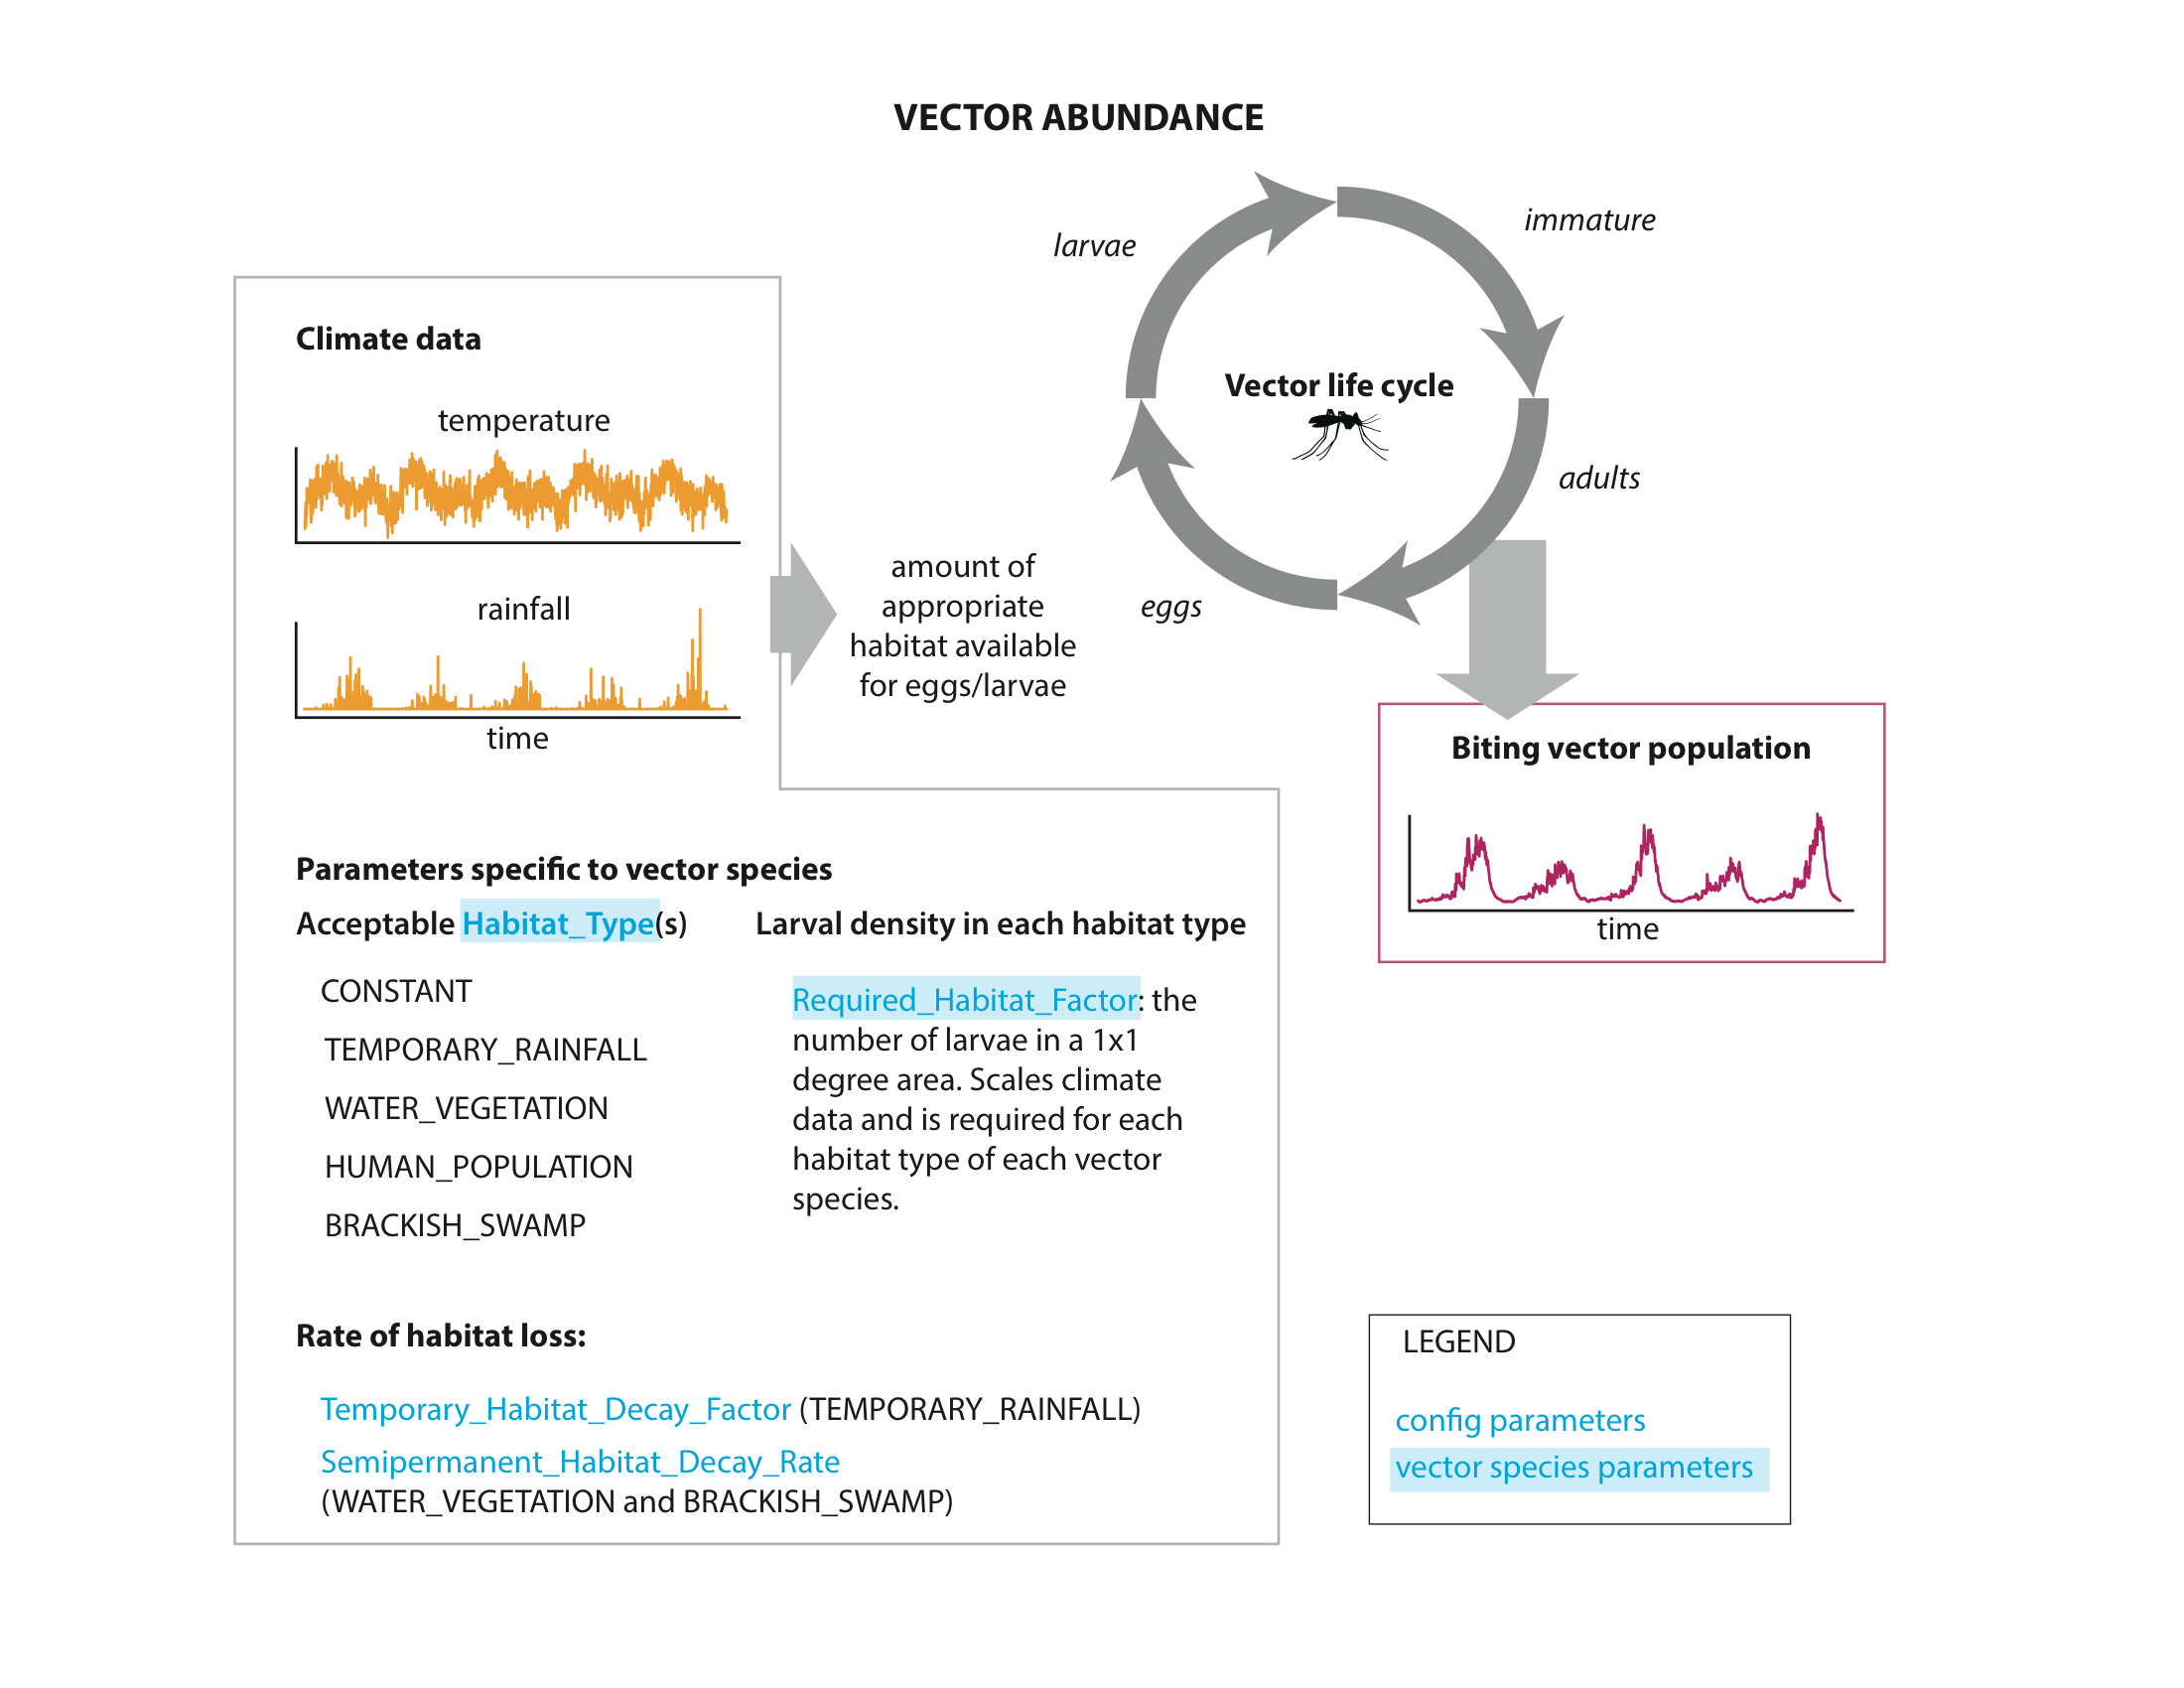 VECTOR ABUNDANCE
larvae
immature
Vector life cycle
adults
eggs
Climate data
temperature
rainfall
time
amount of
appropriate
habitat available
for eggs/larvae
Biting vector population
time
Parameters specific to vector species
Acceptable Habitat_Type(s)
CONSTANT
TEMPORARY_RAINFALL
WATER_VEGETATION
HUMAN_POPULATION
BRACKISH_SWAMP
Larval density in each habitat type
Required_Habitat_Factor: the
number of larvae in a 1x1
degree area. Scales climate
data and is required for each
habitat type of each vector
species.
Rate of habitat loss:
Temporary_Habitat_Decay_Factor (TEMPORARY_RAINFALL)
Semipermanent_Habitat_Decay_Rate
(WATER_VEGETATION and BRACKISH_SWAMP)
LEGEND
config parameters
vector species parameters